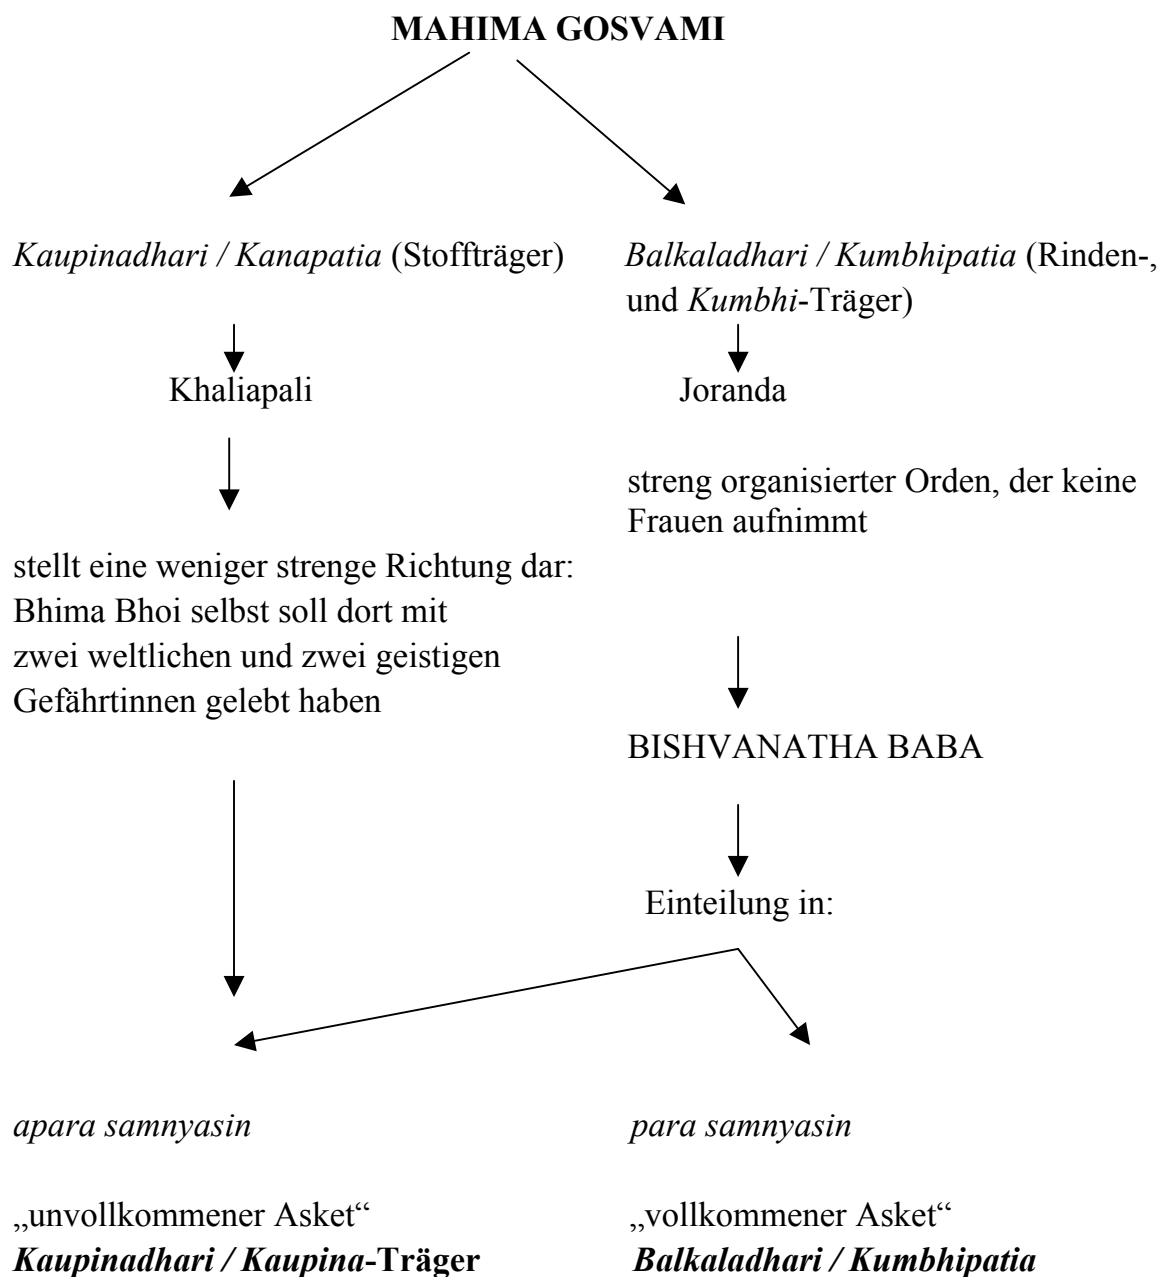 MAHIMA GOSVAMI
Kaupinadhari / Kanapatia (Stoffträger)
Balkaladhari / Kumbhipatia (Rinden-,
und Kumbhi-Träger)
Khaliapali
Joranda
streng organisierter Orden, der keine
Frauen aufnimmt
stellt eine weniger strenge Richtung dar:
Bhima Bhoi selbst soll dort mit
zwei weltlichen und zwei geistigen
Gefährtinnen gelebt haben
BISHVANATHA BABA
Einteilung in:
apara samnyasin
para samnyasin
„unvollkommener Asket“
Kaupinadhari / Kaupina-Träger
„vollkommener Asket“
Balkaladhari / Kumbhipatia